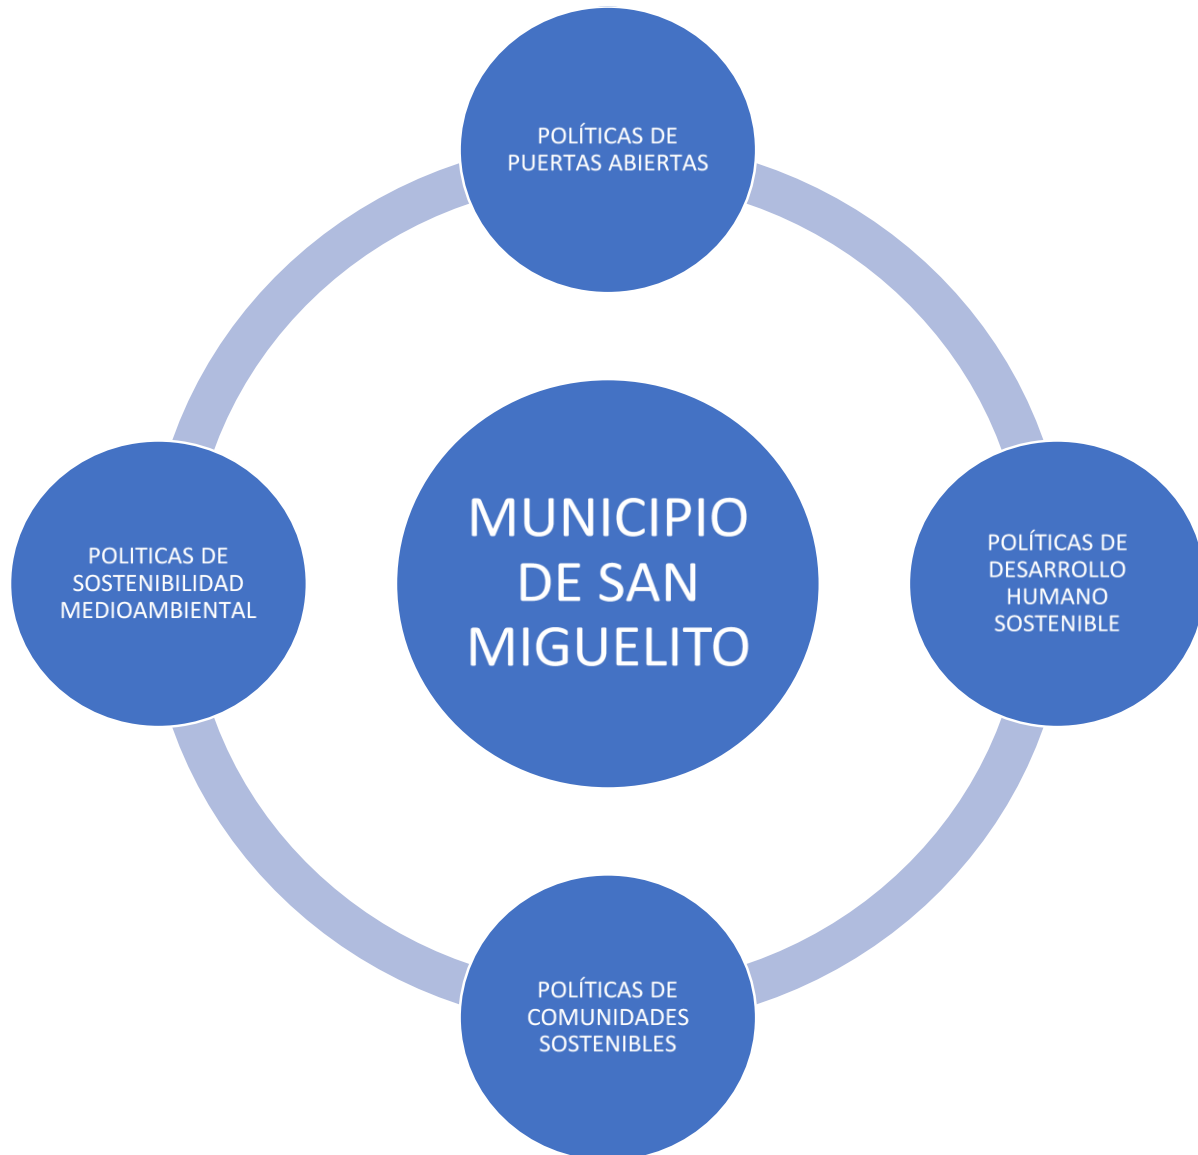 POLÍTICAS DE
PUERTAS ABIERTAS
MUNICIPIO
DE SAN
MIGUELITO
POLÍTICAS DE
DESARROLLO
HUMANO
SOSTENIBLE
POLÍTICAS DE
COMUNIDADES
SOSTENIBLES
POLITICAS DE
SOSTENIBILIDAD
MEDIOAMBIENTAL